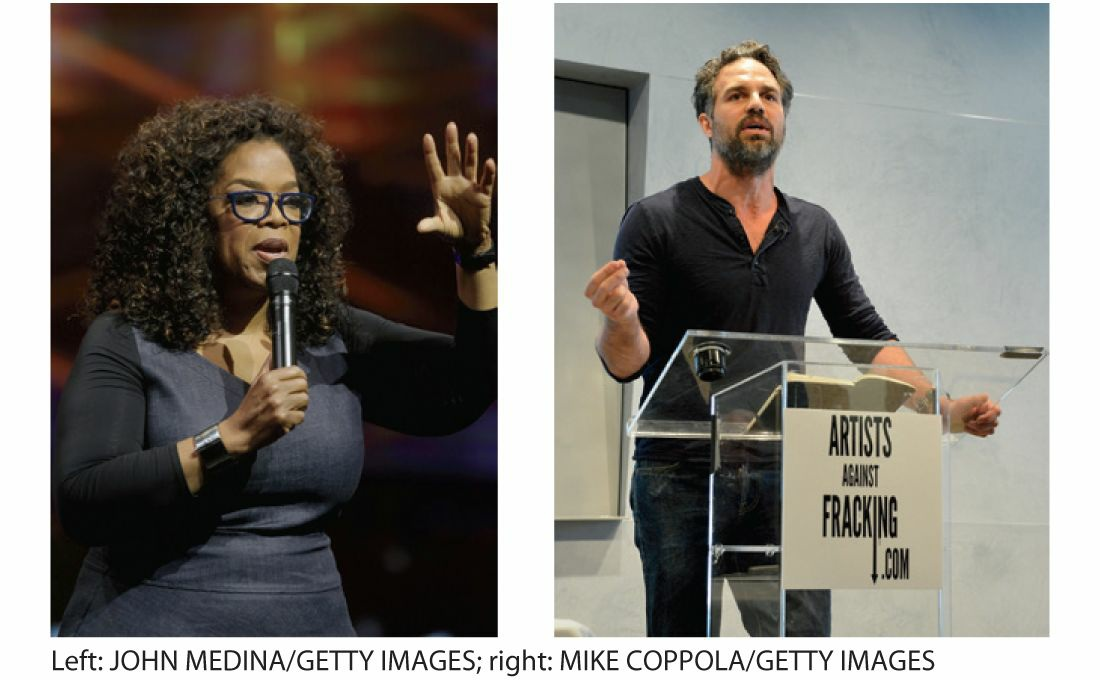 ARTISTS
AGAINST
FRACKING
.COM
Left: JOHN MEDINA/GETTY IMAGES; right: MIKE COPPOLA/GETTY IMAGES